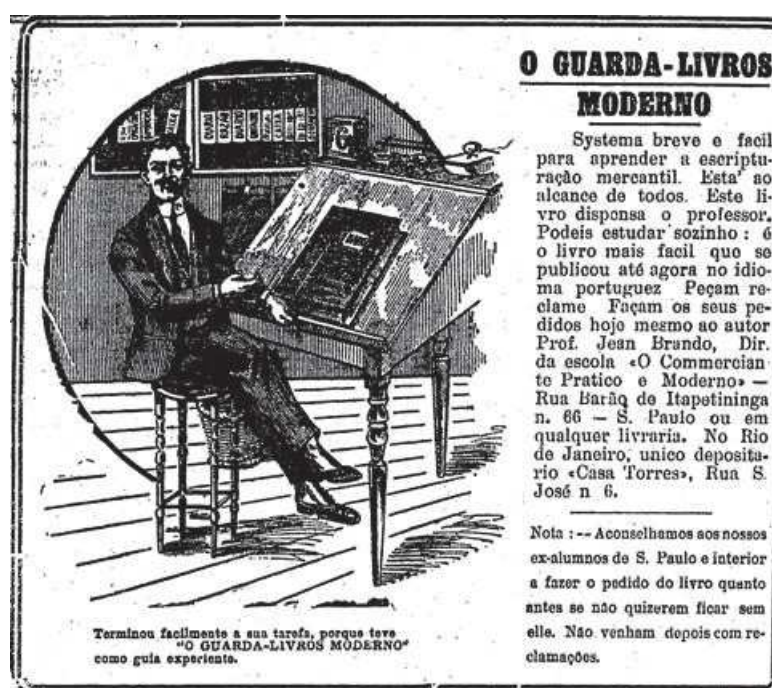 O GUARDA-LIVROS
MODERNO
Systema breve e facil
para aprender a escriptu-
ração mercantil. Esta' ao
alcance de todos. Este li-
vro dispensa o professor.
Podeis estudar sozinho : é
o livro mais facil que se
publicou até agora no idio-
ma portuguez Peçam re-
clame Façam os seus pe-
didos hoje mesmo ao autor
Prof. Jean Brando, Dir.
da escola «O Commercian
te Pratico e Moderno» —
Rua Barãq de Itapetininga
n. 66 — S. Paulo ou em
qualquer livraria. No Rio
de Janeiro, unico deposita-
rio «Casa Torres», Rua S.
José n 6.
Nota : -- Aconselhamos aos nossos
ex-alumnos de S. Paulo e interior
a fazer o pedido do livro quanto
antes se não quizerem ficar sem
elle. Não venham depois com re-
clamações.
6
Terminou facilmente a sua tarefa, porque teve
"O GUARDA-LIVROS MODERNO"
como guia experiente.